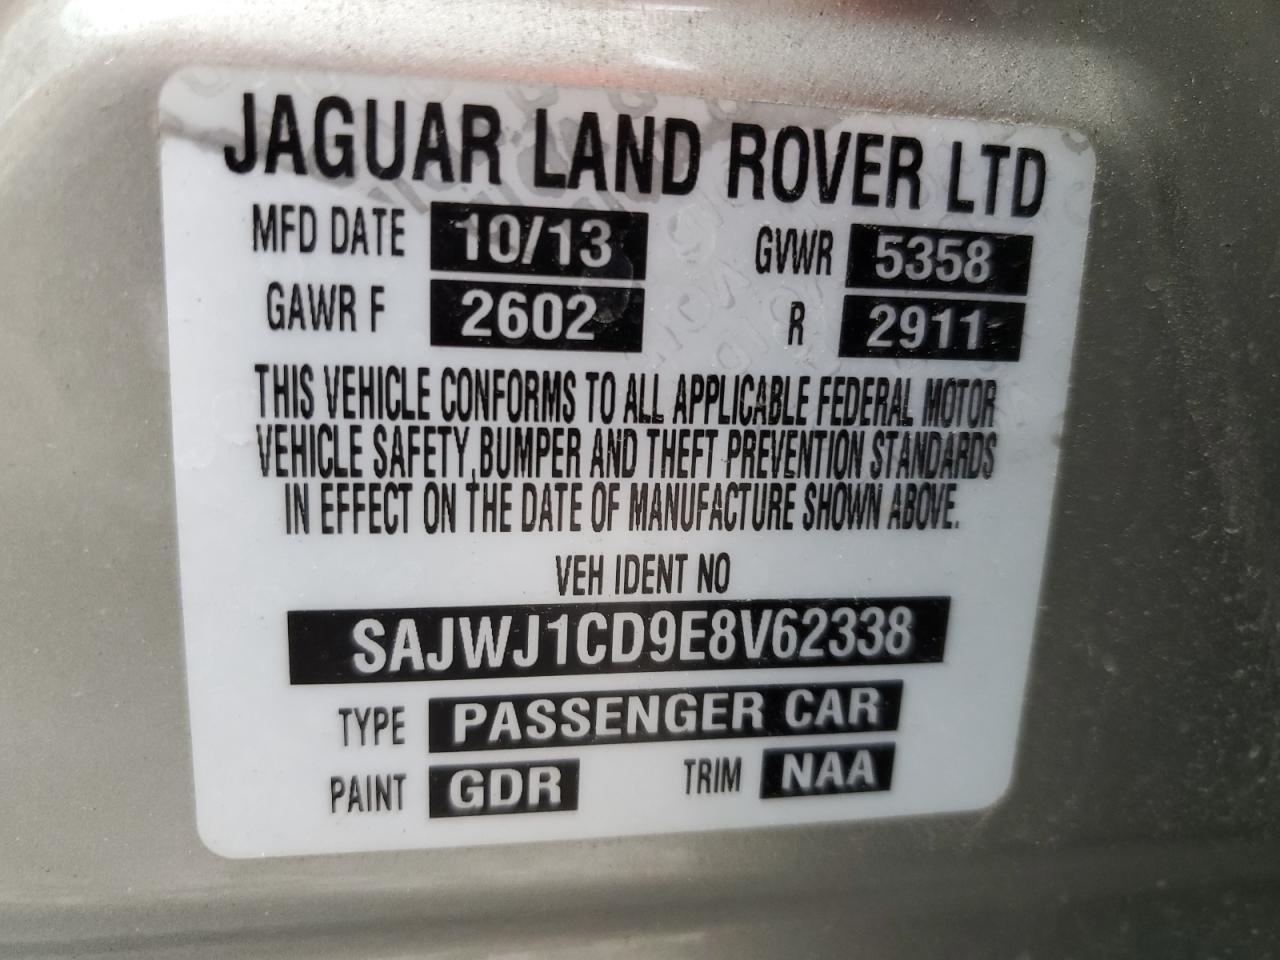 JAGUAR LAND ROVER LTD
MFD DATE 10/13 GVWR 5358
GAWR F 2602 R 2911
THIS VEHICLE CONFORMS TO ALL APPLICABLE FEDERAL MOTOR
VEHICLE SAFETY, BUMPER AND THEFT PREVENTION STANDARDS
IN EFFECT ON THE DATE OF MANUFACTURE SHOWN ABOVE.
VEH IDENT NO
SAJWJ1CD9E8V62338
TYPE PASSENGER CAR
PAINT GDR TRIM NAA